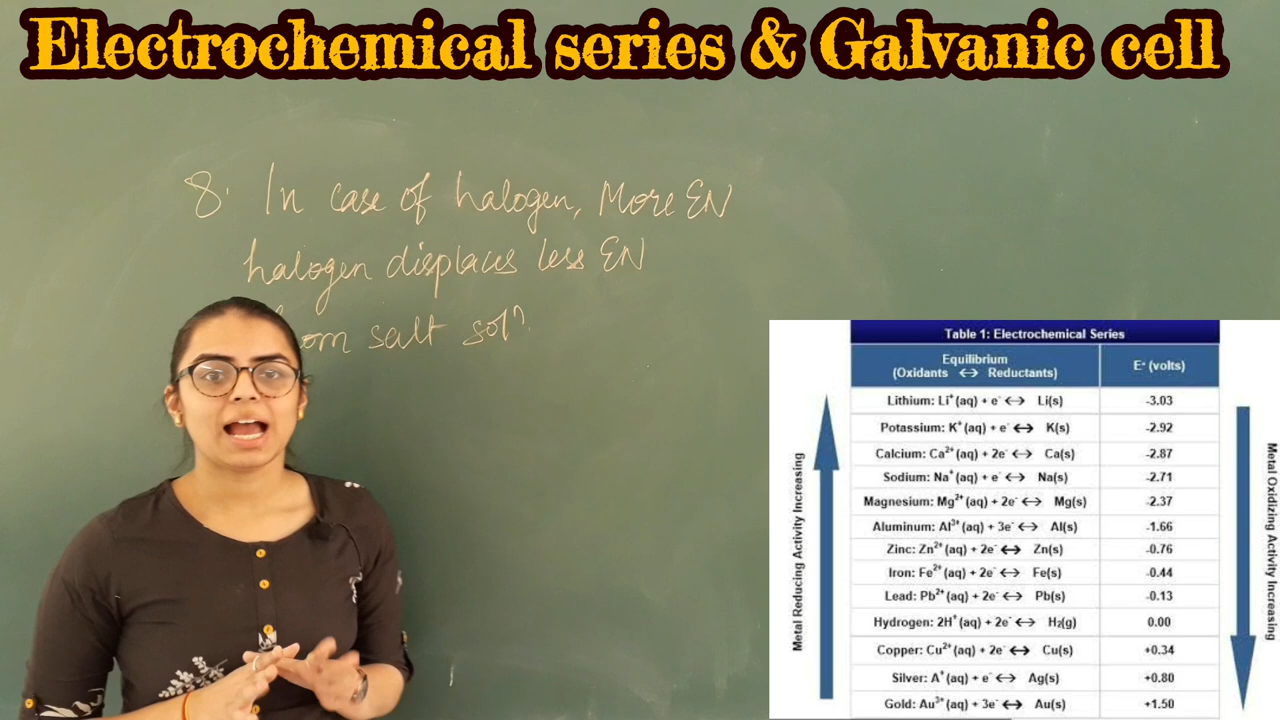 Electrochemical series & Galvanic cell
8. In case of halogen, More EN
halogen displaces less EN
from salt solⁿ.
Table 1: Electrochemical Series
Equilibrium
(Oxidants ↔ Reductants)
E° (volts)
Lithium: Li⁺(aq) + e⁻ ↔ Li(s) -3.03
Potassium: K⁺(aq) + e⁻ ↔ K(s) -2.92
Calcium: Ca²⁺(aq) + 2e⁻ ↔ Ca(s) -2.87
Sodium: Na⁺(aq) + e⁻ ↔ Na(s) -2.71
Magnesium: Mg²⁺(aq) + 2e⁻ ↔ Mg(s) -2.37
Aluminum: Al³⁺(aq) + 3e⁻ ↔ Al(s) -1.66
Zinc: Zn²⁺(aq) + 2e⁻ ↔ Zn(s) -0.76
Iron: Fe²⁺(aq) + 2e⁻ ↔ Fe(s) -0.44
Lead: Pb²⁺(aq) + 2e⁻ ↔ Pb(s) -0.13
Hydrogen: 2H⁺(aq) + 2e⁻ ↔ H₂(g) 0.00
Copper: Cu²⁺(aq) + 2e⁻ ↔ Cu(s) +0.34
Silver: A⁺(aq) + e⁻ ↔ Ag(s) +0.80
Gold: Au³⁺(aq) + 3e⁻ ↔ Au(s) +1.50
Metal Reducing Activity Increasing
Metal Oxidizing Activity Increasing